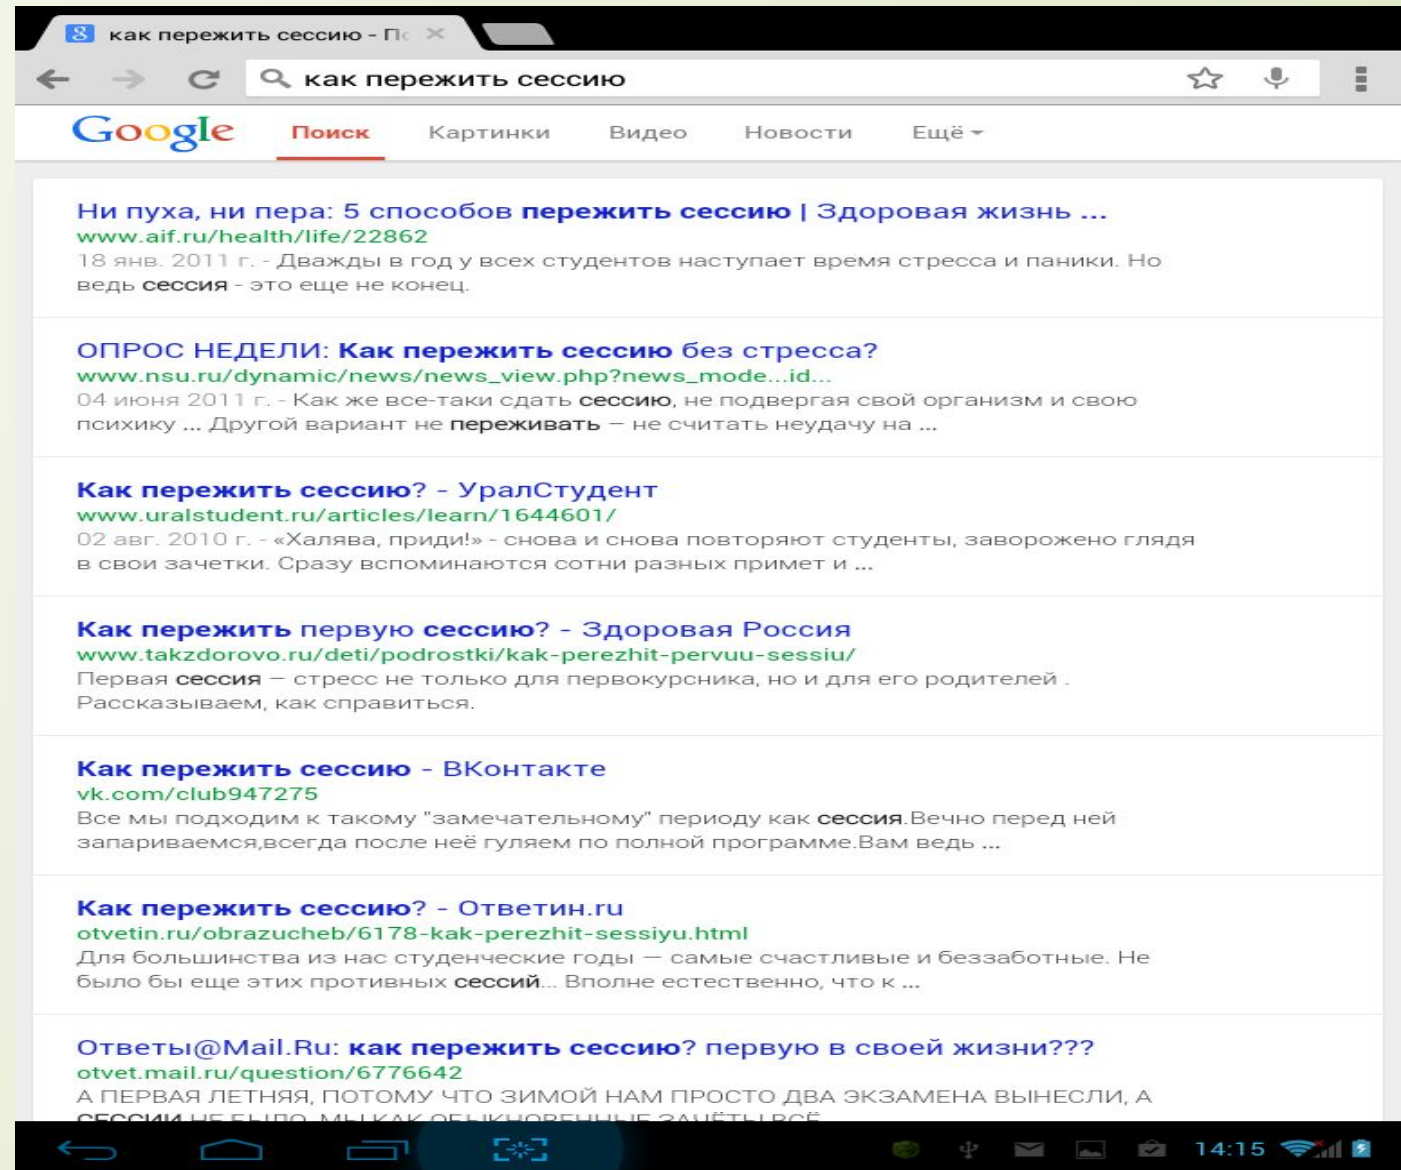 как пережить сессию - По
как пережить сессию
Google Поиск Картинки Видео Новости Ещё
Ни пуха, ни пера: 5 способов пережить сессию | Здоровая жизнь ...
www.aif.ru/health/life/22862
18 янв. 2011 г. - Дважды в год у всех студентов наступает время стресса и паники. Но
ведь сессия - это еще не конец.
ОПРОС НЕДЕЛИ: Как пережить сессию без стресса?
www.nsu.ru/dynamic/news/news_view.php?news_mode...id...
04 июня 2011 г. - Как же все-таки сдать сессию, не подвергая свой организм и свою
психику ... Другой вариант не переживать — не считать неудачу на ...
Как пережить сессию? - УралСтудент
www.uralstudent.ru/articles/learn/1644601/
02 авг. 2010 г. - «Халява, приди!» - снова и снова повторяют студенты, заворожено глядя
в свои зачетки. Сразу вспоминаются сотни разных примет и ...
Как пережить первую сессию? - Здоровая Россия
www.takzdorovo.ru/deti/podrostki/kak-perezhit-pervuu-sessiu/
Первая сессия — стресс не только для первокурсника, но и для его родителей .
Рассказываем, как справиться.
Как пережить сессию - ВКонтакте
vk.com/club947275
Все мы подходим к такому "замечательному" периоду как сессия.Вечно перед ней
запариваемся,всегда после неё гуляем по полной программе.Вам ведь ...
Как пережить сессию? - Ответин.ru
otvetin.ru/obrazucheb/6178-kak-perezhit-sessiyu.html
Для большинства из нас студенческие годы — самые счастливые и беззаботные. Не
было бы еще этих противных сессий... Вполне естественно, что к ...
Ответы@Mail.Ru: как пережить сессию? первую в своей жизни???
otvet.mail.ru/question/6776642
А ПЕРВАЯ ЛЕТНЯЯ, ПОТОМУ ЧТО ЗИМОЙ НАМ ПРОСТО ДВА ЭКЗАМЕНА ВЫНЕСЛИ, А
СЕССИИ НЕ БЫЛО, МЫ КАК ОБЫКНОВЕННЫЕ ЗАЧЁТЫ ВСЁ
14:15